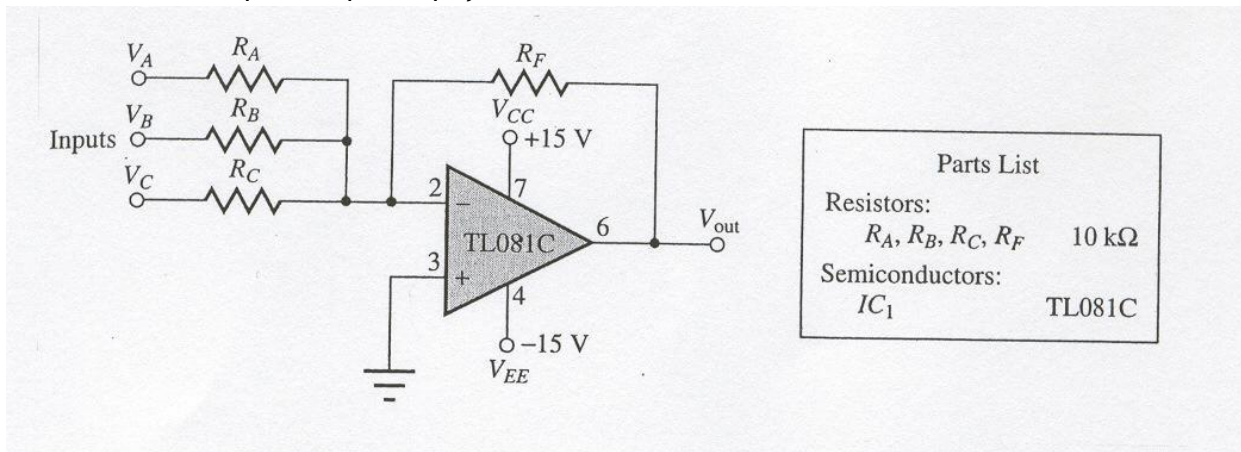 V_A
R_A
R_F
V_CC
+15 V
V_B
R_B
Inputs
V_C
R_C
2
−
7
TL081C
6
V_out
3
+
4
−15 V
V_EE
Parts List
Resistors:
R_A, R_B, R_C, R_F 10 kΩ
Semiconductors:
IC_1 TL081C